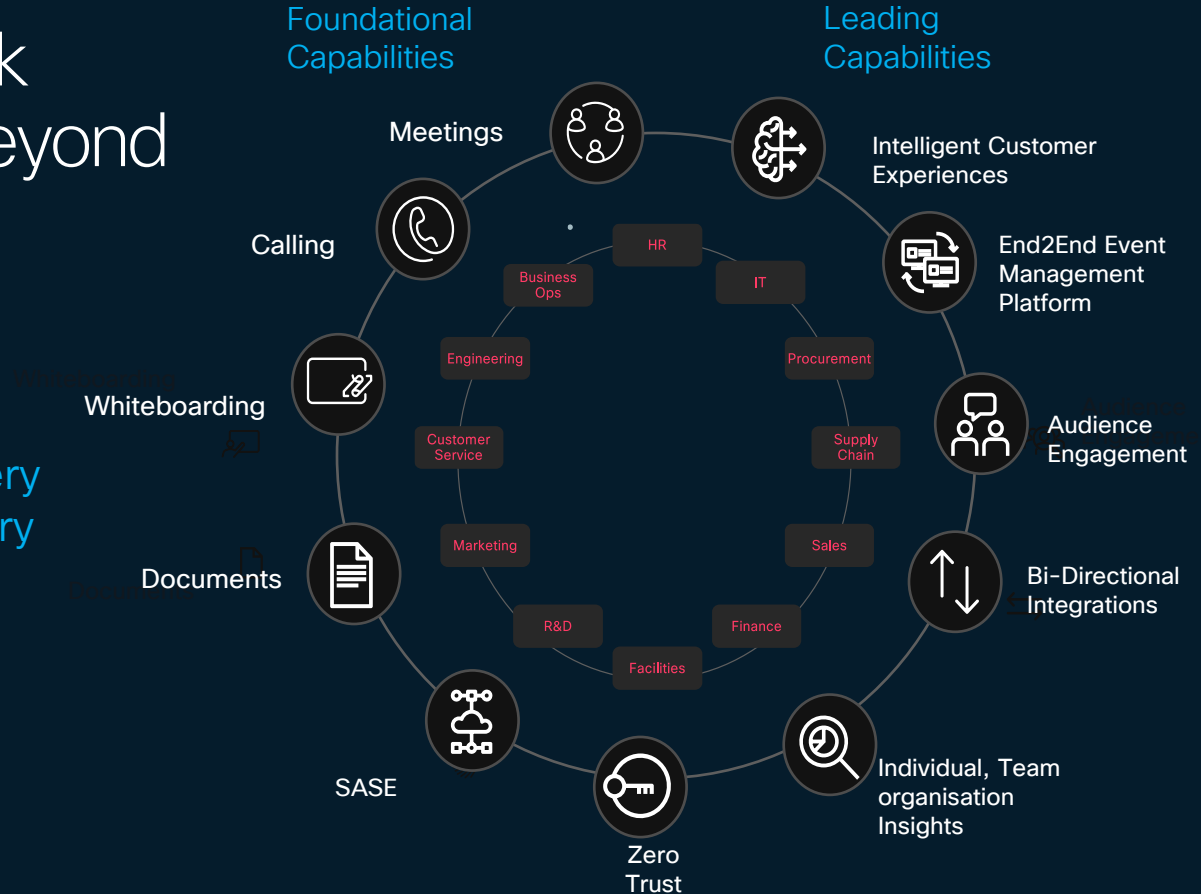 Foundational
Capabilities
Leading
Capabilities
k
eyond
ery
ry
Meetings
Calling
Whiteboarding
Documents
SASE
Zero
Trust
Intelligent Customer
Experiences
End2End Event
Management
Platform
Audience
Engagement
Bi-Directional
Integrations
Individual, Team
organisation
Insights
HR
IT
Procurement
Supply
Chain
Sales
Finance
Facilities
R&D
Marketing
Customer
Service
Engineering
Business
Ops